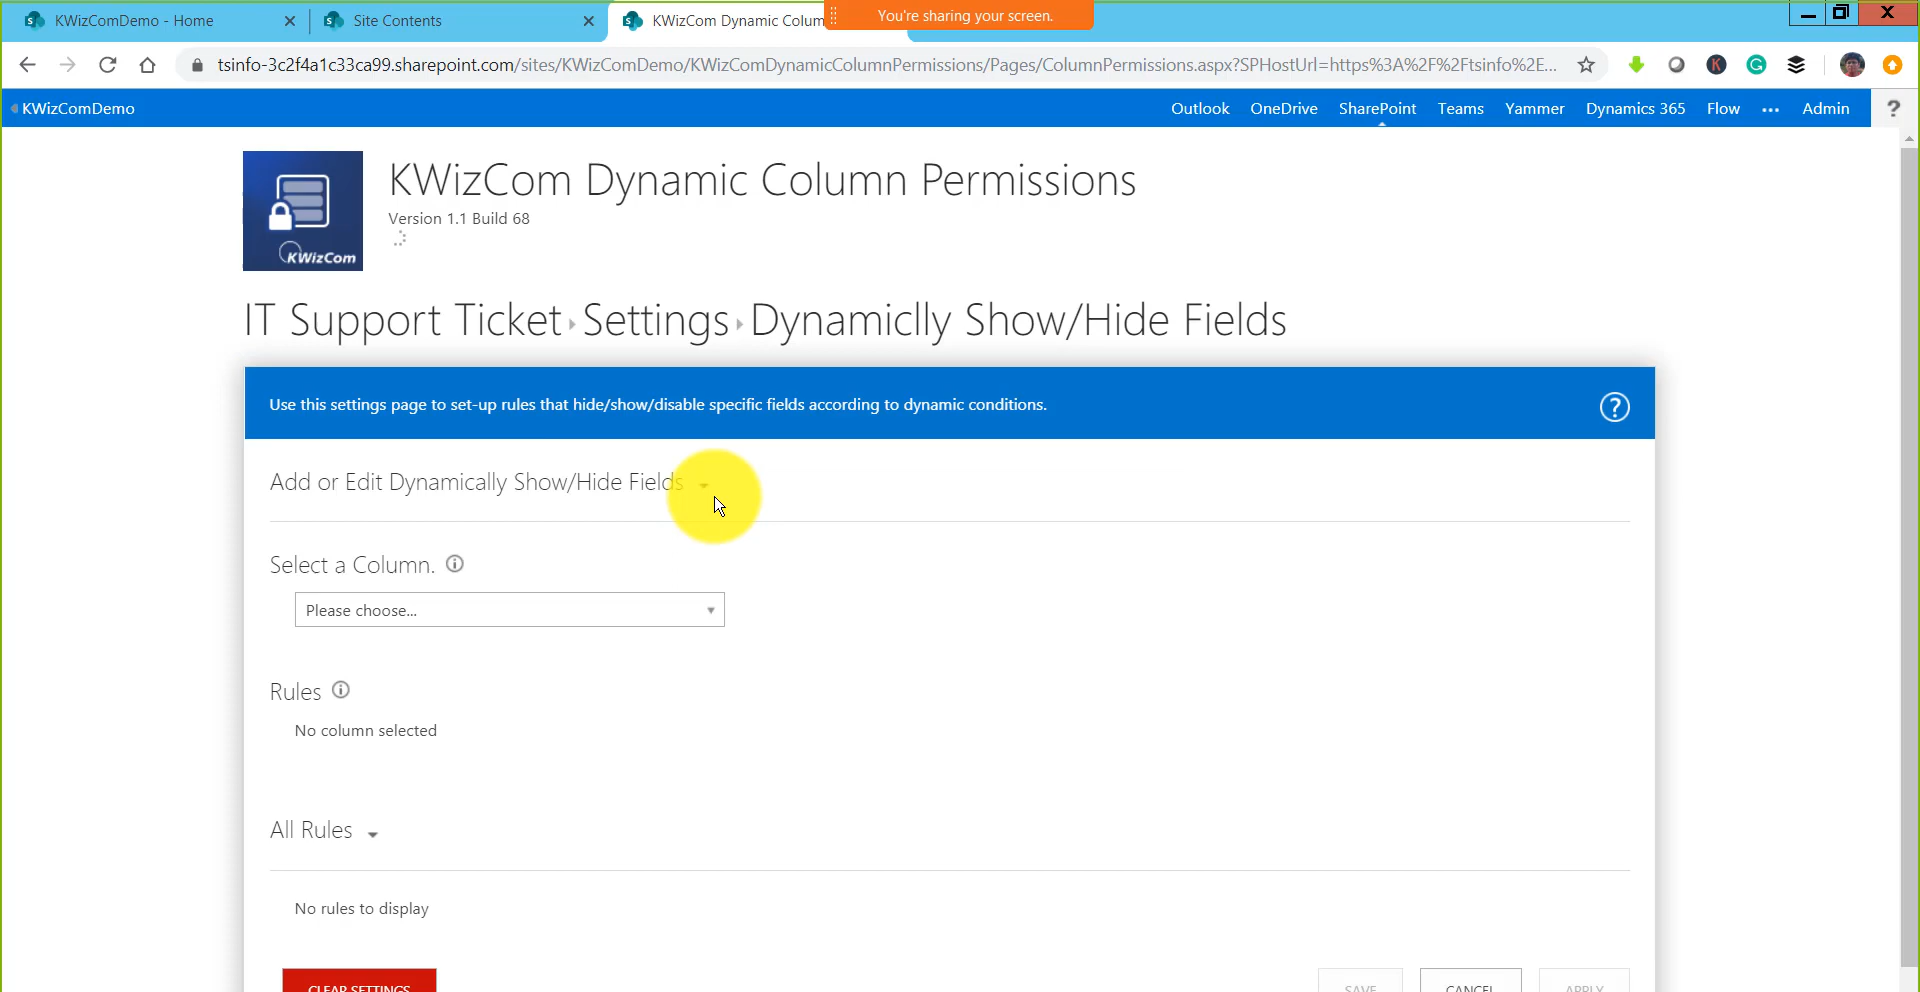 KWizComDemo - Home
Site Contents
KWizCom Dynamic Colum
You're sharing your screen.
tsinfo-3c2f4a1c33ca99.sharepoint.com/sites/KWizComDemo/KWizComDynamicColumnPermissions/Pages/ColumnPermissions.aspx?SPHostUrl=https%3A%2F%2Ftsinfo%2E...
KWizComDemo
Outlook OneDrive SharePoint Teams Yammer Dynamics 365 Flow ... Admin ?
KWizCom
KWizCom Dynamic Column Permissions
Version 1.1 Build 68
IT Support Ticket Settings Dynamiclly Show/Hide Fields
Use this settings page to set-up rules that hide/show/disable specific fields according to dynamic conditions.
Add or Edit Dynamically Show/Hide Fields
Select a Column.
Please choose...
Rules
No column selected
All Rules
No rules to display
CLEAR SETTINGS
SAVE CANCEL APPLY